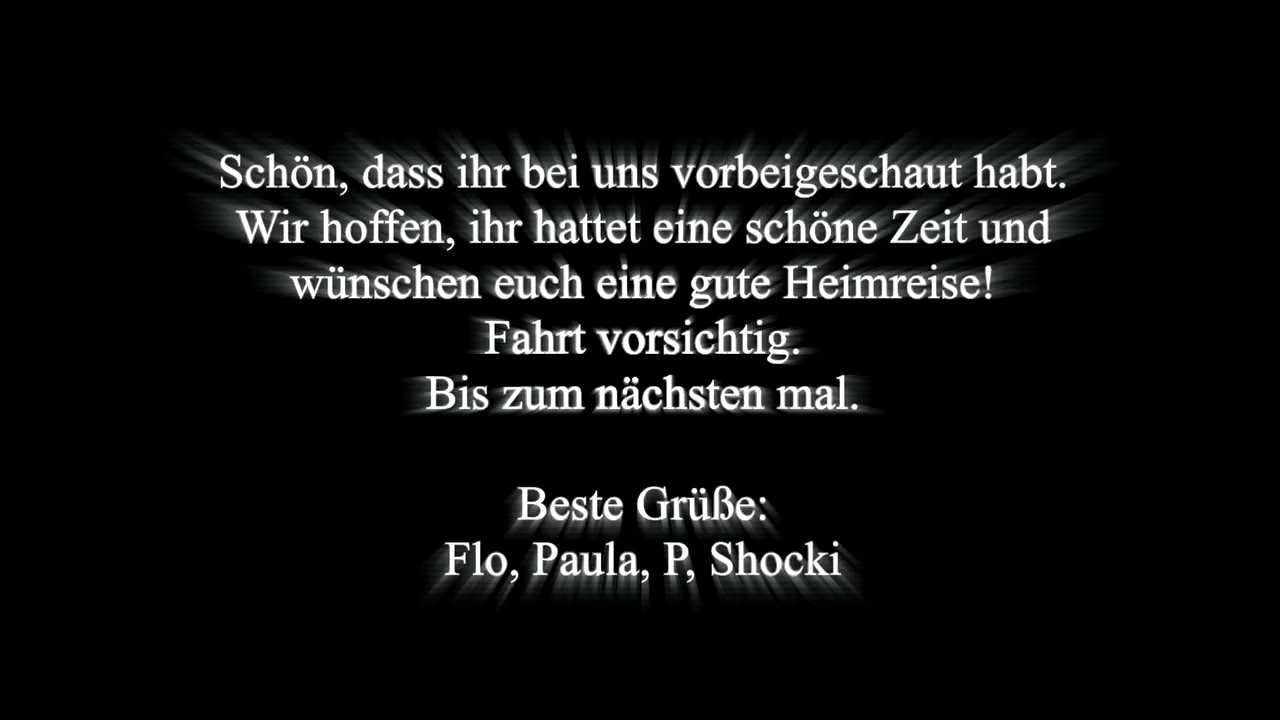 Schön, dass ihr bei uns vorbeigeschaut habt.
Wir hoffen, ihr hattet eine schöne Zeit und
wünschen euch eine gute Heimreise!
Fahrt vorsichtig.
Bis zum nächsten mal.
Beste Grüße:
Flo, Paula, P, Shocki